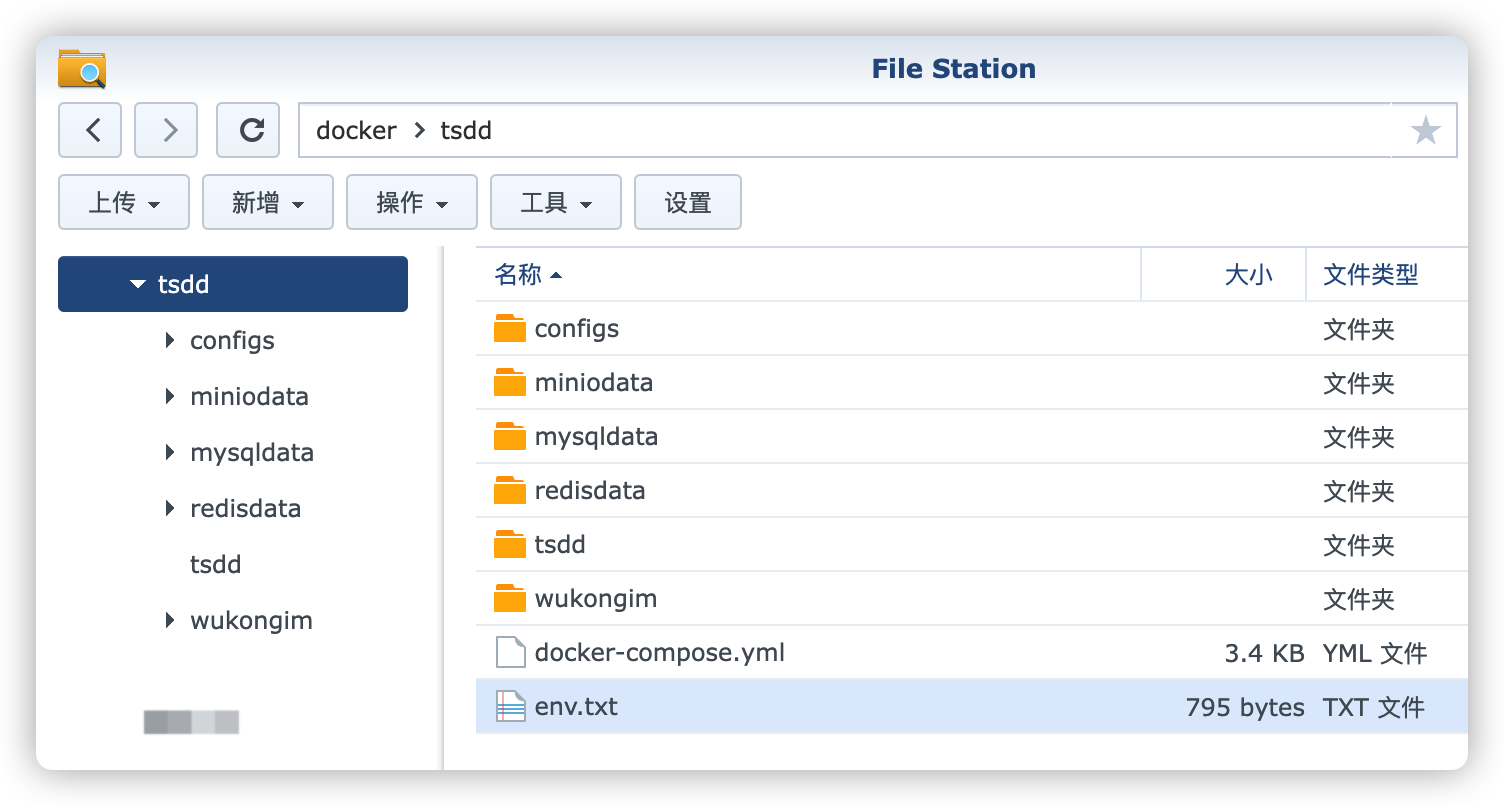 File Station
docker > tsdd
上传 新增 操作 工具 设置
tsdd
configs
miniodata
mysqldata
redisdata
tsdd
wukongim
名称 大小 文件类型
configs 文件夹
miniodata 文件夹
mysqldata 文件夹
redisdata 文件夹
tsdd 文件夹
wukongim 文件夹
docker-compose.yml 3.4 KB YML 文件
env.txt 795 bytes TXT 文件